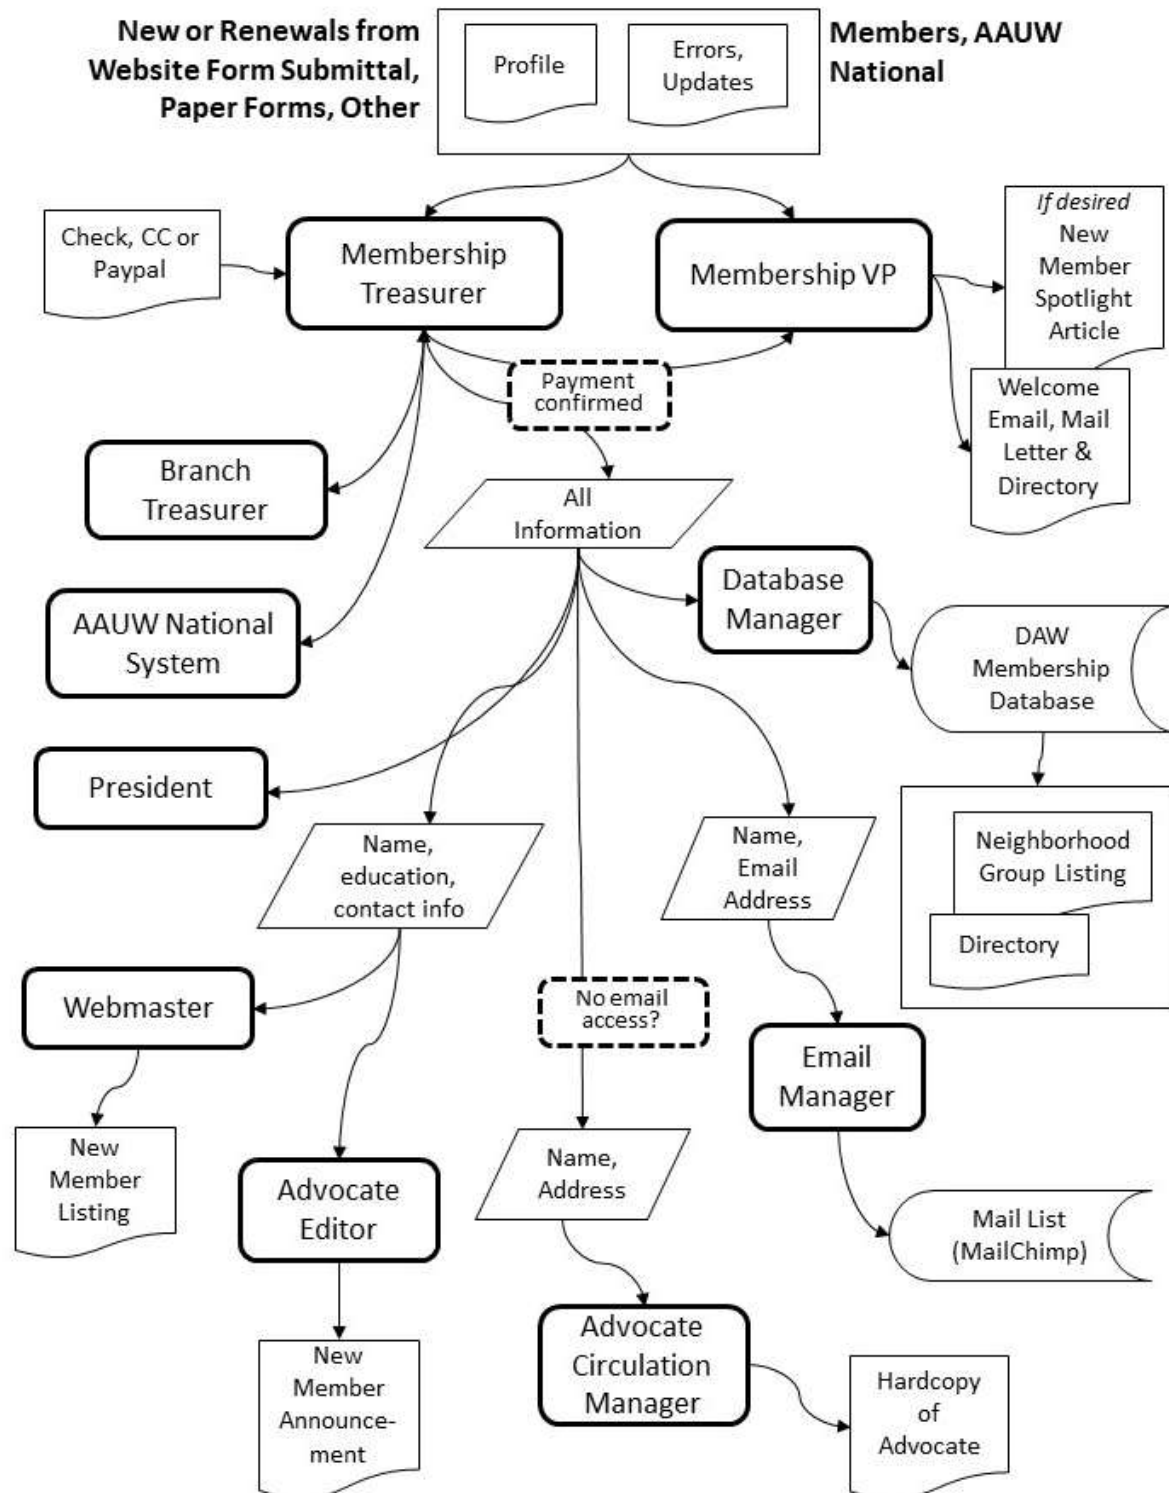 New or Renewals from
Website Form Submittal,
Paper Forms, Other
Profile
Errors,
Updates
Members, AAUW
National
Check, CC or
Paypal
Membership
Treasurer
Membership VP
If desired
New
Member
Spotlight
Article
Payment
confirmed
Welcome
Email, Mail
Letter &
Directory
Branch
Treasurer
All
Information
Database
Manager
AAUW National
System
DAW
Membership
Database
President
Name,
education,
contact info
Name,
Email
Address
Neighborhood
Group Listing
Directory
Webmaster
No email
access?
Email
Manager
New
Member
Listing
Advocate
Editor
Name,
Address
Mail List
(MailChimp)
New
Member
Announce-
ment
Advocate
Circulation
Manager
Hardcopy
of
Advocate